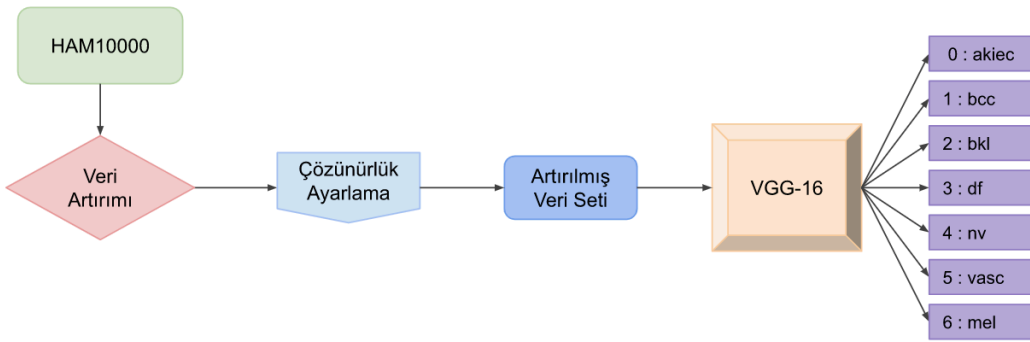 HAM10000
Veri
Artırımı
Çözünürlük
Ayarlama
Artırılmış
Veri Seti
VGG-16
0 : akiec
1 : bcc
2 : bkl
3 : df
4 : nv
5 : vasc
6 : mel